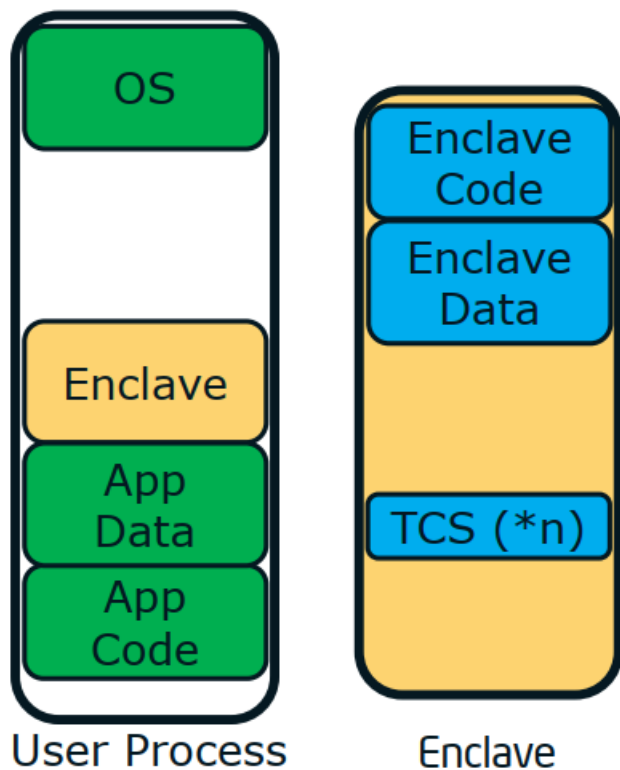 OS
Enclave
App
Data
App
Code
User Process
Enclave
Code
Enclave
Data
TCS (*n)
Enclave